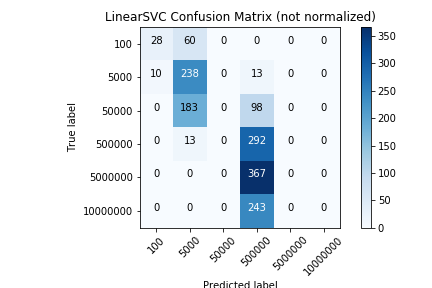 LinearSVC Confusion Matrix (not normalized)
True label
100 28 60 0 0 0 0
5000 10 238 0 13 0 0
50000 0 183 0 98 0 0
500000 0 13 0 292 0 0
5000000 0 0 0 367 0 0
10000000 0 0 0 243 0 0
100 5000 50000 500000 5000000 10000000
Predicted label
350
300
250
200
150
100
50
0